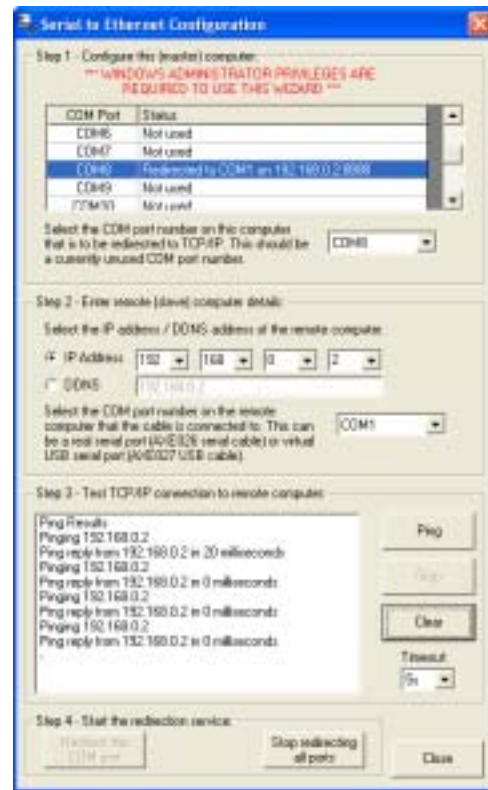 Serial to Ethernet Configuration
Step 1 - Configure this (master) computer:
*** WINDOWS ADMINISTRATOR PRIVILEGES ARE
REQUIRED TO USE THIS WIZARD ***
COM Port Status
COM6 Not used
COM7 Not used
COM8 Redirected to COM1 on 192.168.0.2:8988
COM9 Not used
COM10 Not used
Select the COM port number on this computer
that is to be redirected to TCP/IP. This should be
a currently unused COM port number.
COM8
Step 2 - Enter remote (slave) computer details:
Select the IP address / DDNS address of the remote computer
IP Address 192 168 0 2
DDNS 192.168.0.2
Select the COM port number on the remote
computer that the cable is connected to. This can
be a real serial port (AXE026 serial cable) or virtual
USB serial port (AXE027 USB cable).
COM1
Step 3 - Test TCP/IP connection to remote computer:
Ping Results
Pinging 192.168.0.2
Ping reply from 192.168.0.2 in 20 milliseconds
Pinging 192.168.0.2
Ping reply from 192.168.0.2 in 0 milliseconds
Pinging 192.168.0.2
Ping reply from 192.168.0.2 in 0 milliseconds
Pinging 192.168.0.2
Ping reply from 192.168.0.2 in 0 milliseconds
Ping
Stop
Clear
Timeout
5s
Step 4 - Start the redirection service:
Redirect this
COM port
Stop redirecting
all ports
Close